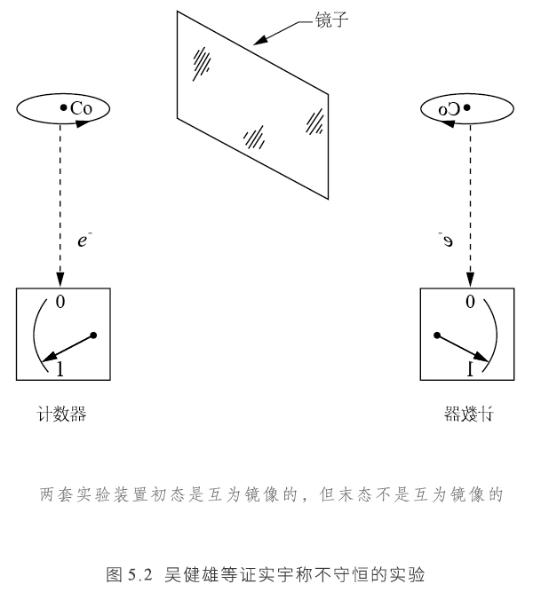 镜子
Co Co
e⁻ e⁻
0 0
1 1
计数器 计数器
两套实验装置初态是互为镜像的，但末态不是互为镜像的
图 5.2 吴健雄等证实宇称不守恒的实验